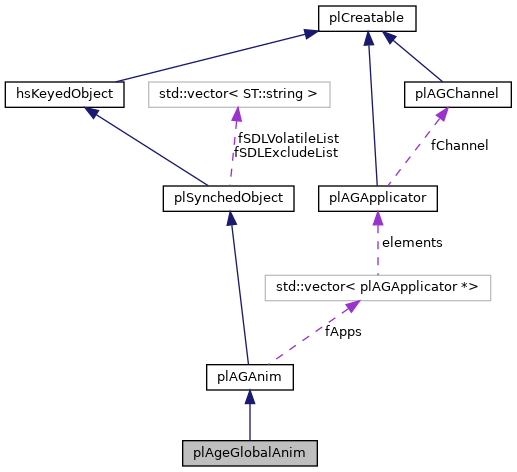 plCreatable
hsKeyedObject
std::vector< ST::string >
plAGChannel
fSDLVolatileList
fSDLExcludeList
fChannel
plSynchedObject
plAGApplicator
elements
std::vector< plAGApplicator *>
fApps
plAGAnim
plAgeGlobalAnim